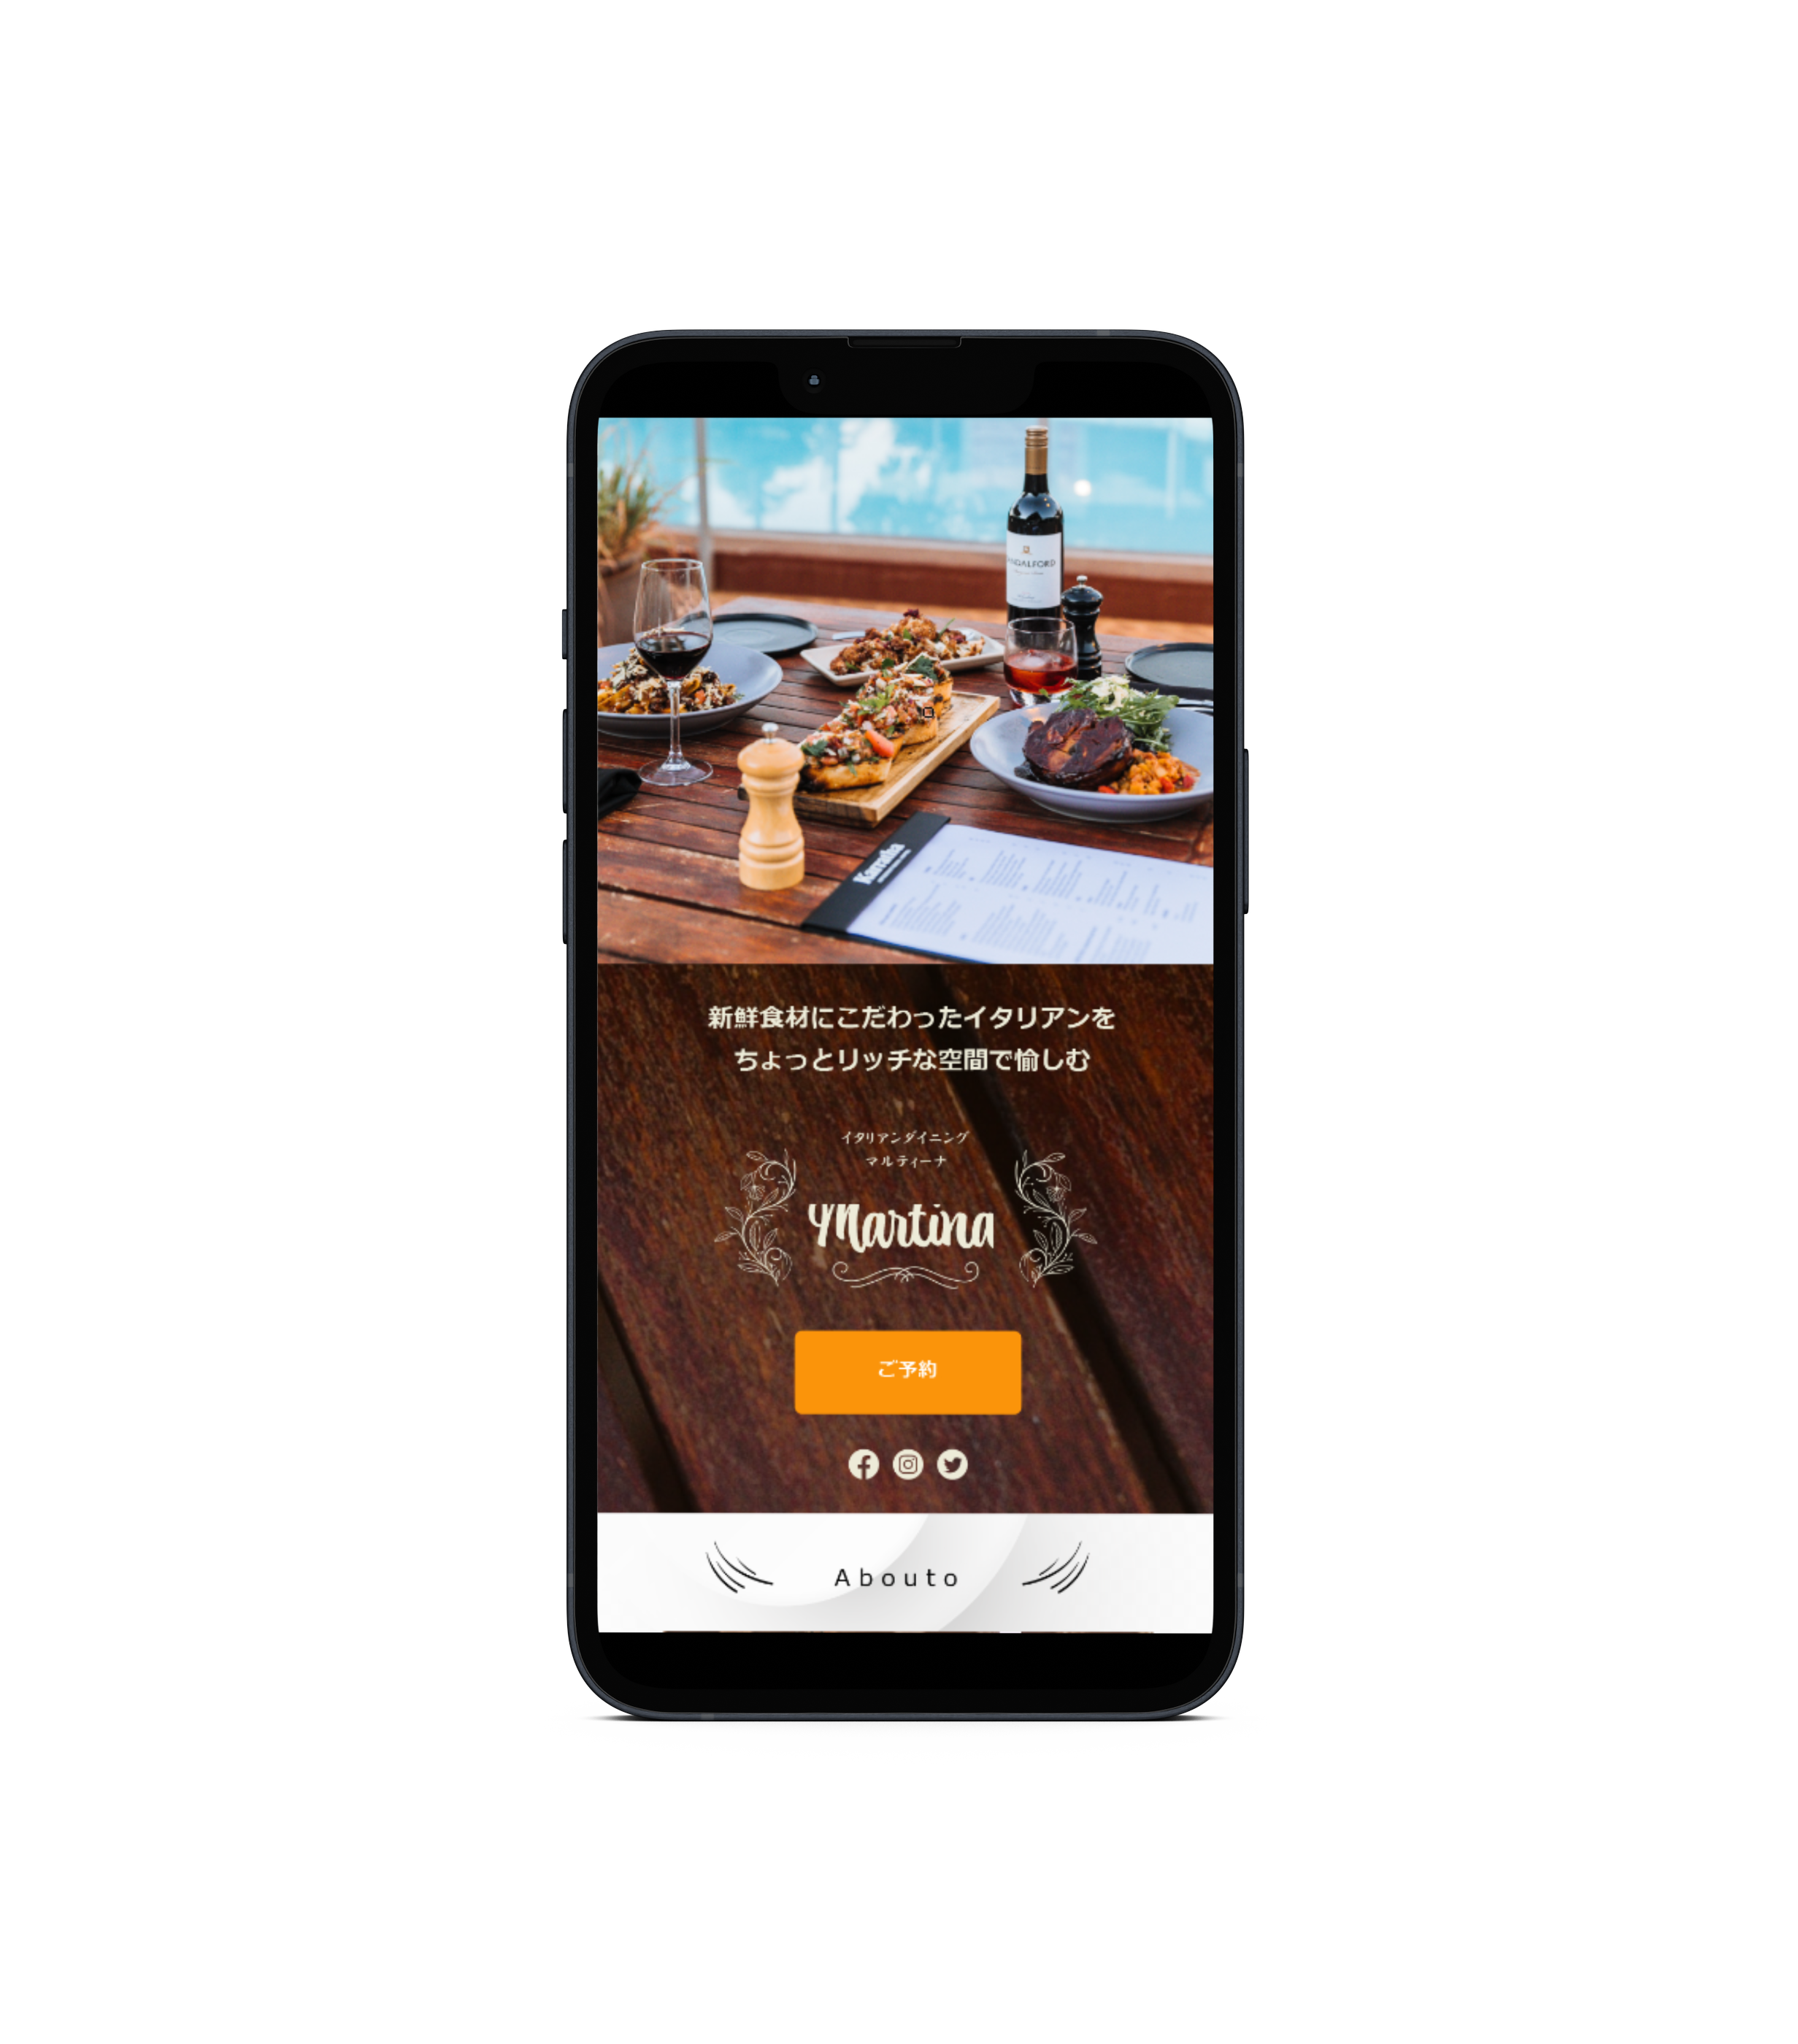 NGALFORD
Karratha
新鮮食材にこだわったイタリアンを
ちょっとリッチな空間で愉しむ
イタリアンダイニング
マルティーナ
Martina
ご予約
Abouto